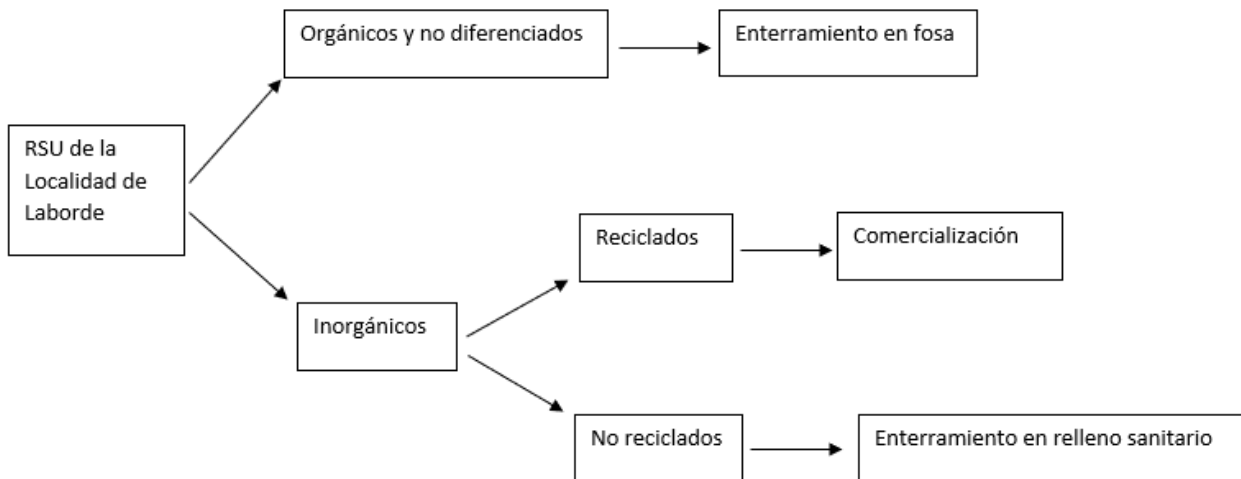 Orgánicos y no diferenciados
Enterramiento en fosa
RSU de la
Localidad de
Laborde
Reciclados
Comercialización
Inorgánicos
No reciclados
Enterramiento en relleno sanitario